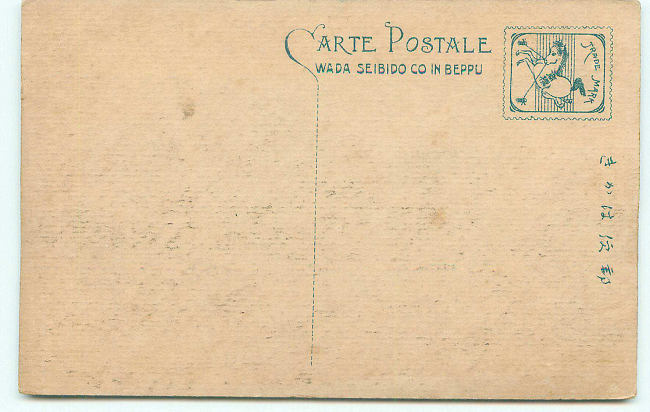 CARTE POSTALE
WADA SEIBIDO CO IN BEPPU
TRADE MARK
きかは便郵